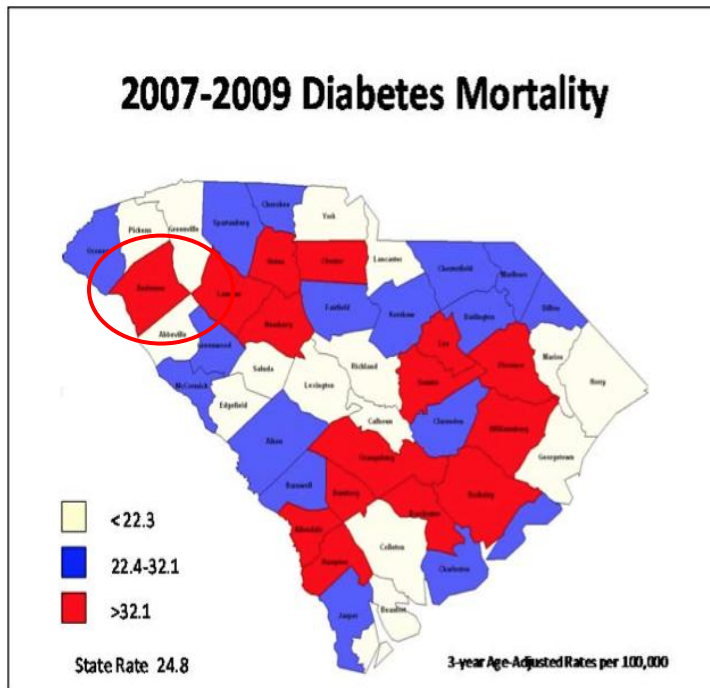 2007-2009 Diabetes Mortality
Cherokee
York
Spartanburg
Pickens
Greenville
Oconee
Union
Chester
Lancaster
Chesterfield
Marlboro
Anderson
Laurens
Fairfield
Kershaw
Darlington
Dillon
Newberry
Abbeville
Greenwood
Lee
Florence
Marion
Horry
Saluda
Richland
McCormick
Lexington
Sumter
Edgefield
Calhoun
Clarendon
Williamsburg
Aiken
Orangeburg
Georgetown
Barnwell
Bamberg
Berkeley
Dorchester
<22.3
Allendale
Colleton
22.4-32.1
Hampton
Charleston
>32.1
Jasper
Beaufort
State Rate 24.8
3-year Age-Adjusted Rates per 100,000